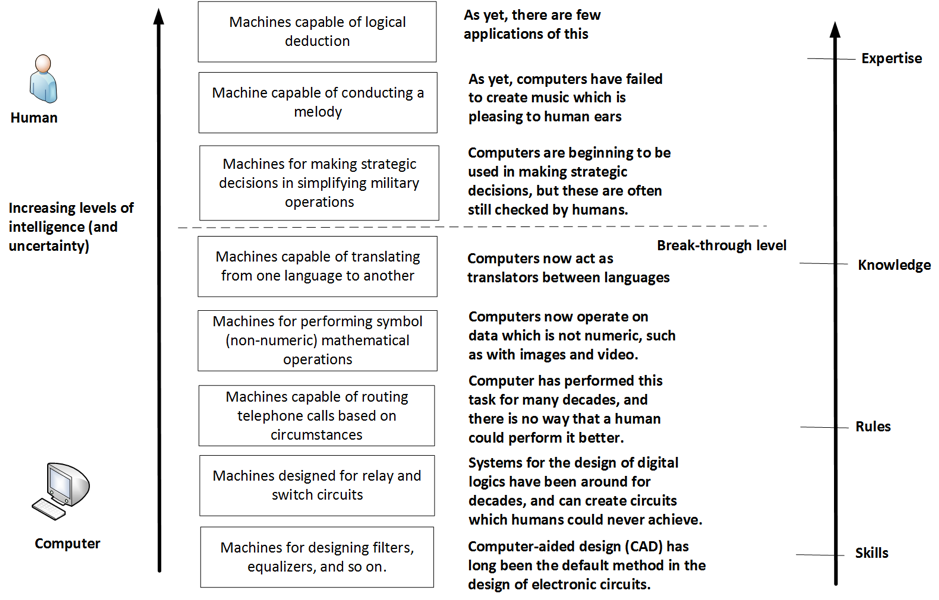 Machines capable of logical
deduction
As yet, there are few
applications of this
Expertise
Human
Machine capable of conducting a
melody
As yet, computers have failed
to create music which is
pleasing to human ears
Increasing levels of
intelligence (and
uncertainty)
Machines for making strategic
decisions in simplifying military
operations
Computers are beginning to be
used in making strategic
decisions, but these are often
still checked by humans.
Break-through level
Machines capable of translating
from one language to another
Computers now act as
translators between languages
Knowledge
Machines for performing symbol
(non-numeric) mathematical
operations
Computers now operate on
data which is not numeric, such
as with images and video.
Machines capable of routing
telephone calls based on
circumstances
Computer has performed this
task for many decades, and
there is no way that a human
could perform it better.
Rules
Machines designed for relay and
switch circuits
Systems for the design of digital
logics have been around for
decades, and can create circuits
which humans could never achieve.
Computer
Machines for designing filters,
equalizers, and so on.
Computer-aided design (CAD) has
long been the default method in the
design of electronic circuits.
Skills